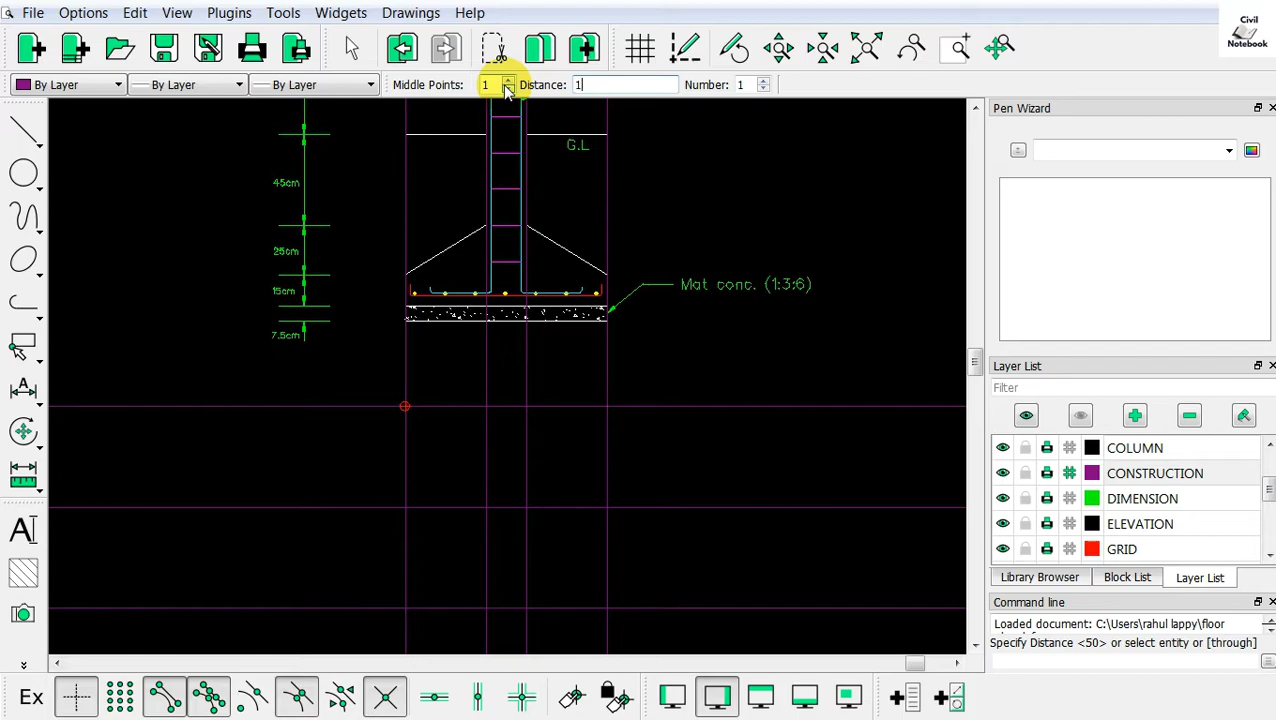 File Options Edit View Plugins Tools Widgets Drawings Help
Civil
Notebook
By Layer By Layer By Layer Middle Points: 1 Distance: 1 Number: 1
Pen Wizard
G.L
45cm
25cm
15cm
7.5cm
Mat conc. (1:3:6)
Layer List
Filter
COLUMN
CONSTRUCTION
DIMENSION
ELEVATION
GRID
Library Browser Block List Layer List
Command line
Loaded document: C:\Users\rahul lappy\floor
Specify Distance <50> or select entity or [through]
Ex